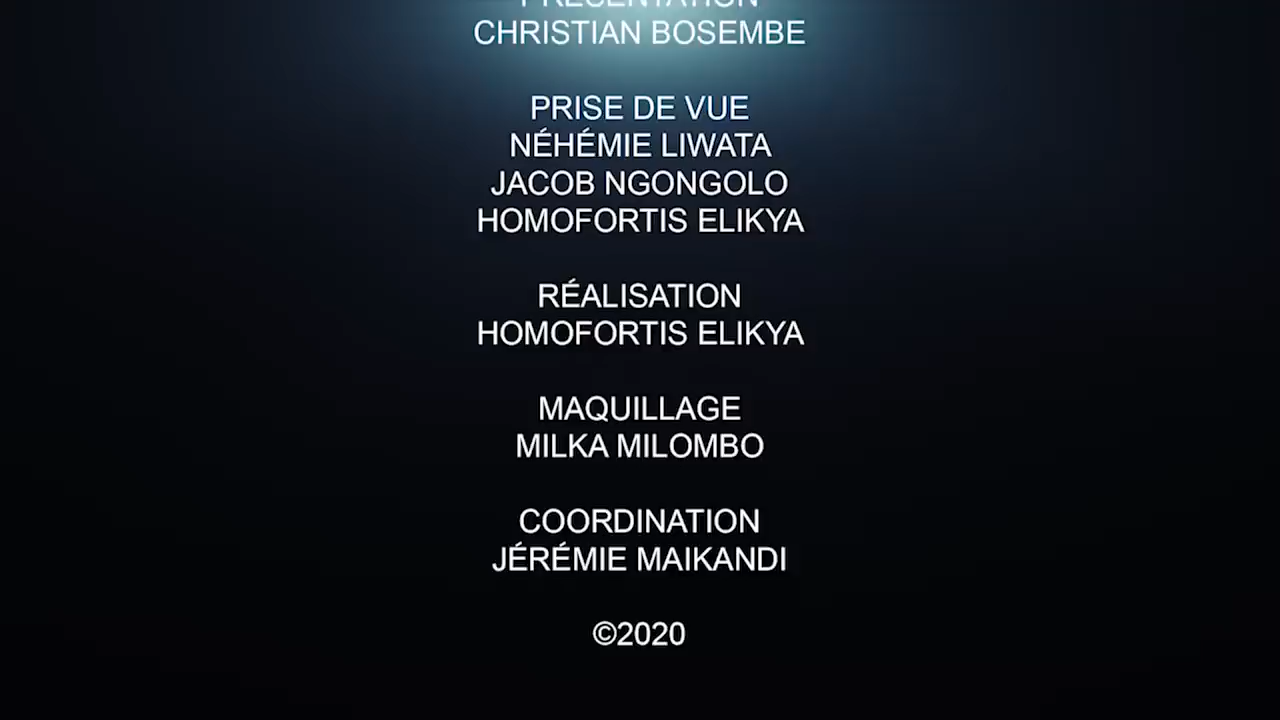 PRÉSENTATION
CHRISTIAN BOSEMBE
PRISE DE VUE
NÉHÉMIE LIWATA
JACOB NGONGOLO
HOMOFORTIS ELIKYA
RÉALISATION
HOMOFORTIS ELIKYA
MAQUILLAGE
MILKA MILOMBO
COORDINATION
JÉRÉMIE MAIKANDI
©2020